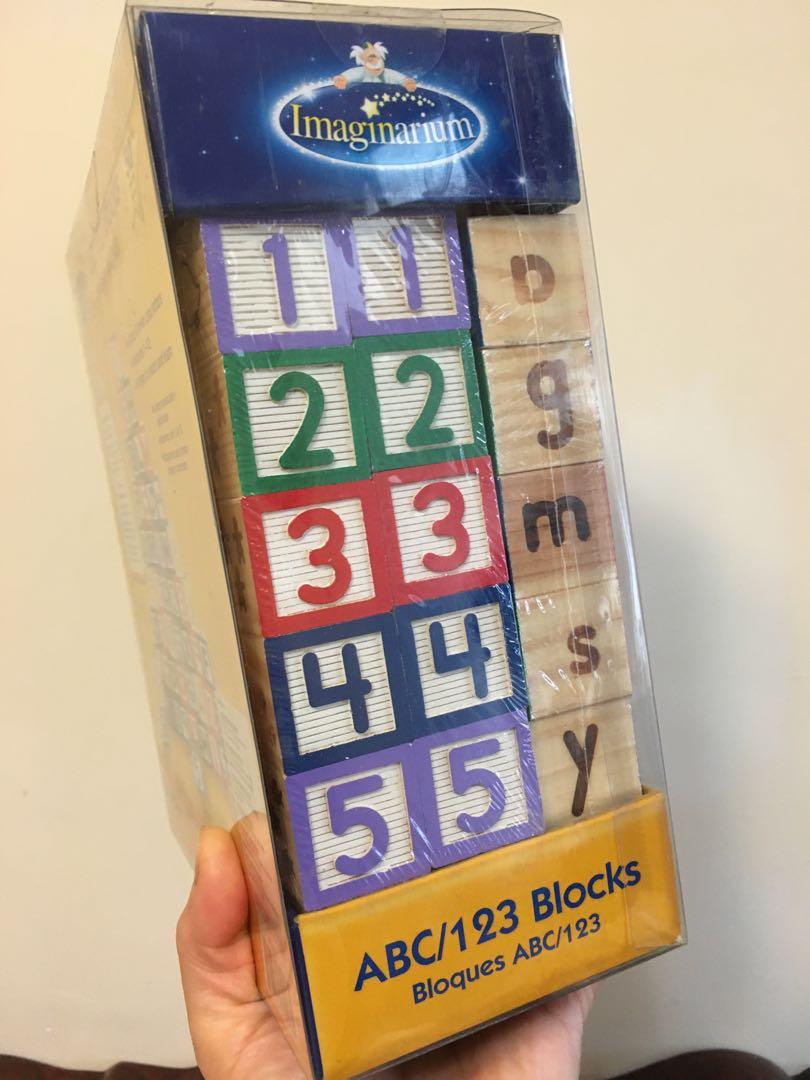 Imaginarium
1 1
2 2 g
3 3 m
4 4 s
5 5 y
ABC/123 Blocks
Bloques ABC/123